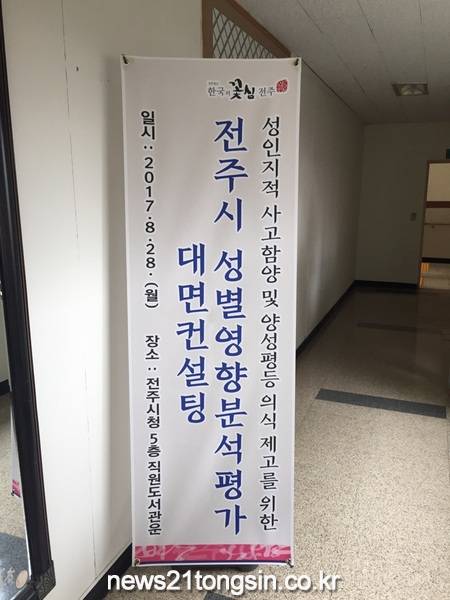 한국의 꽃심 전주
성인지적 사고함양 및 양성평등 의식 제고를 위한
전주시 성별영향분석평가
대면컨설팅
일시 : 2017.8.28.(월) 장소 : 전주시청 5층 직원도서관운
news21tongsin.co.kr